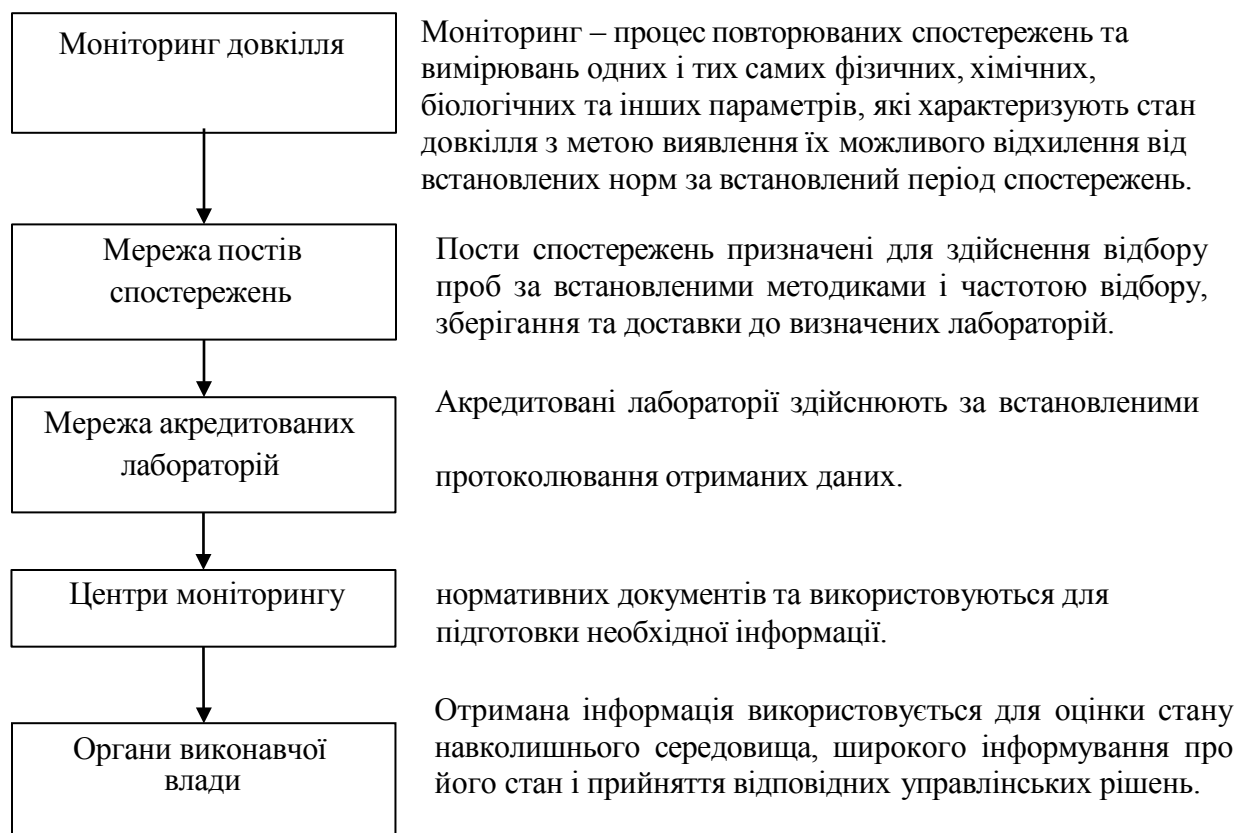 Моніторинг довкілля
Моніторинг – процес повторюваних спостережень та
вимірювань одних і тих самих фізичних, хімічних,
біологічних та інших параметрів, які характеризують стан
довкілля з метою виявлення їх можливого відхилення від
встановлених норм за встановлений період спостережень.
Мережа постів
спостережень
Пости спостережень призначені для здійснення відбору
проб за встановленими методиками і частотою відбору,
зберігання та доставки до визначених лабораторій.
Мережа акредитованих
лабораторій
Акредитовані лабораторії здійснюють за встановленими
протоколювання отриманих даних.
Центри моніторингу
нормативних документів та використовуються для
підготовки необхідної інформації.
Органи виконавчої
влади
Отримана інформація використовується для оцінки стану
навколишнього середовища, широкого інформування про
його стан і прийняття відповідних управлінських рішень.